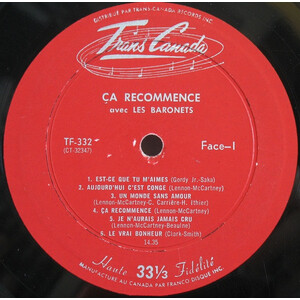 DISTRIBUÉ PAR TRANS-CANADA RECORDS INC.
Trans Canada
ÇA RECOMMENCE
avec LES BARONETS
TF-332
(CT-32347)
Face-I
1. EST-CE QUE TU M'AIMES (Gordy Jr.-Saka)
2. AUJOURD'HUI C'EST CONGE (Lennon-McCartney)
3. UN MONDE SANS AMOUR
(Lennon-McCartney-C. Carrière-H. Ithier)
4. ÇA RECOMMENCE (Lennon-McCartney)
5. JE N'AURAIS JAMAIS CRU
(Lennon-McCartney-Beaulne)
6. LE VRAI BONHEUR (Clark-Smith)
14.35
Haute 33⅓ Fidélité
MANUFACTURÉ AU CANADA PAR FRANCO DISQUE INC.